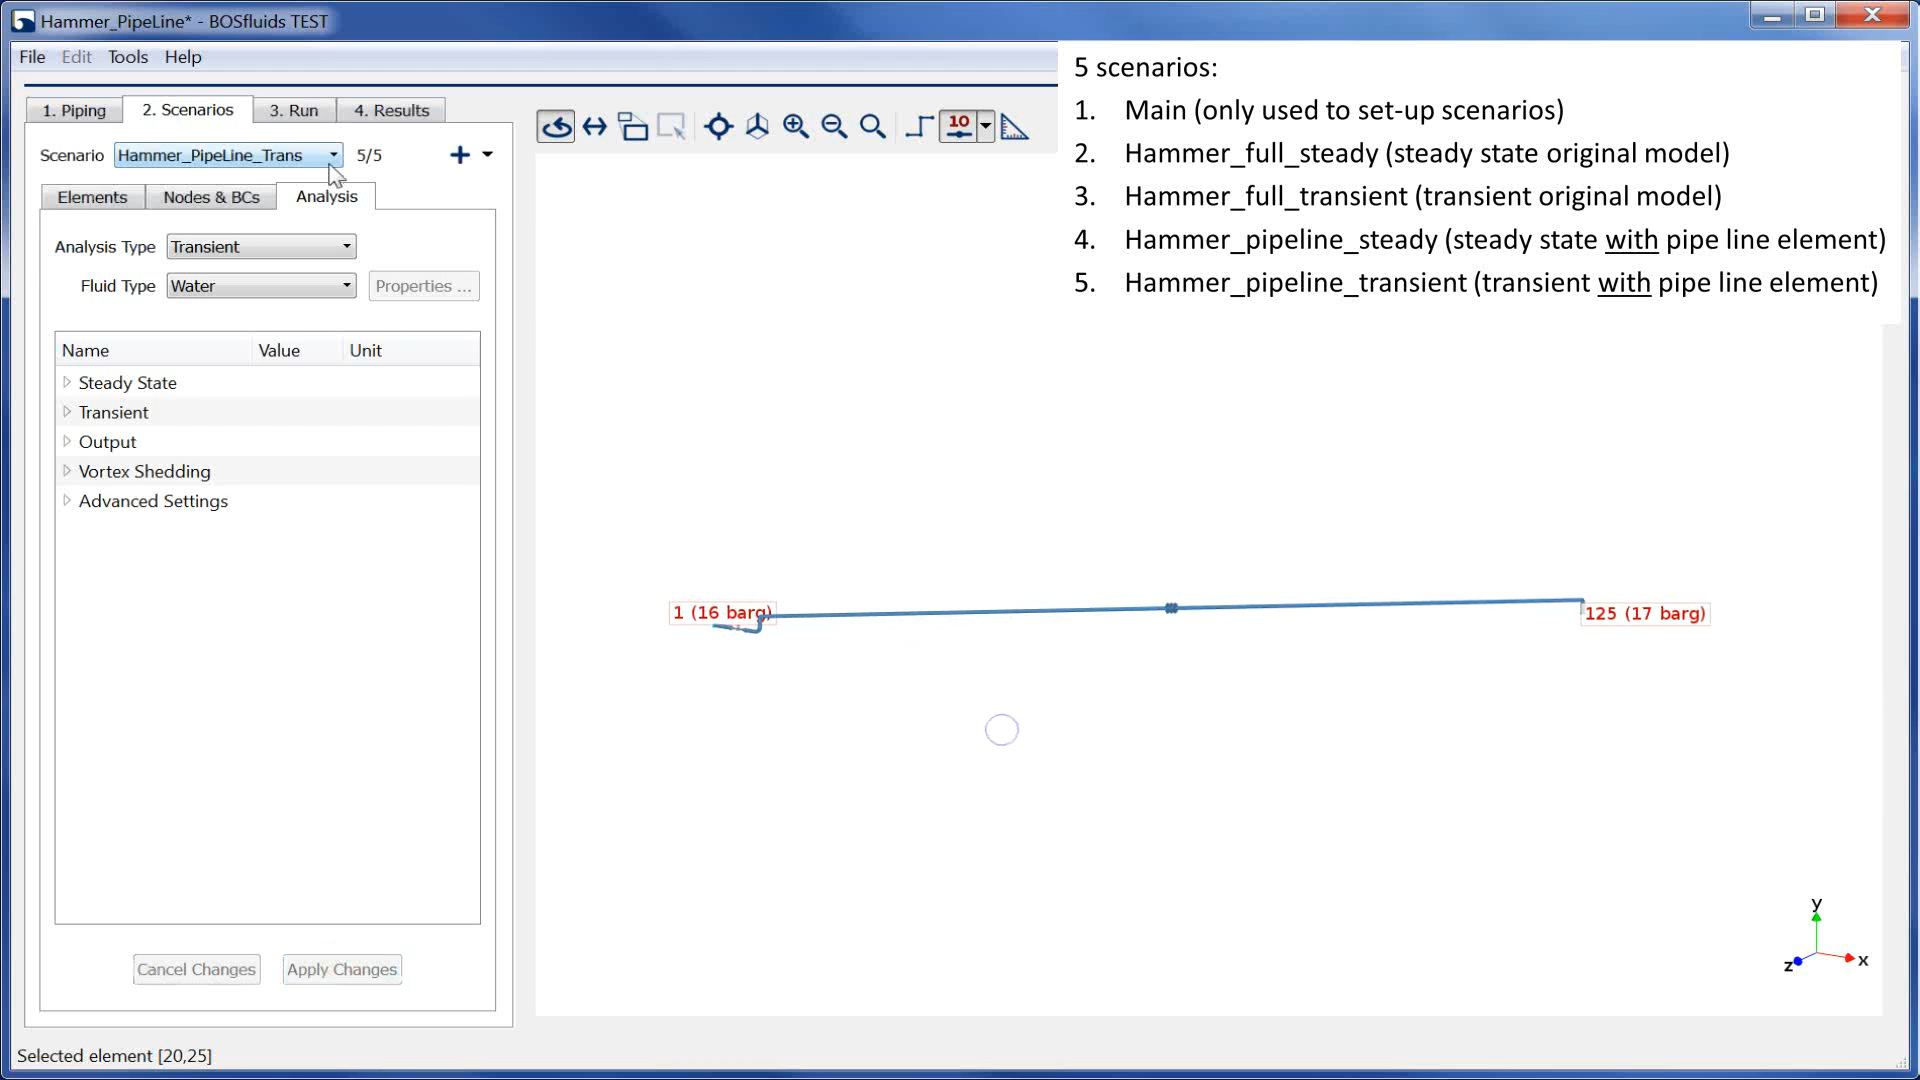 Hammer_PipeLine* - BOSfluids TEST
File Edit Tools Help
1. Piping 2. Scenarios 3. Run 4. Results
Scenario Hammer_PipeLine_Trans 5/5
Elements Nodes & BCs Analysis
Analysis Type Transient
Fluid Type Water Properties ...
Name Value Unit
Steady State
Transient
Output
Vortex Shedding
Advanced Settings
Cancel Changes Apply Changes
Selected element [20,25]
10
5 scenarios:
1. Main (only used to set-up scenarios)
2. Hammer_full_steady (steady state original model)
3. Hammer_full_transient (transient original model)
4. Hammer_pipeline_steady (steady state with pipe line element)
5. Hammer_pipeline_transient (transient with pipe line element)
1 (16 barg)
125 (17 barg)
y
z x